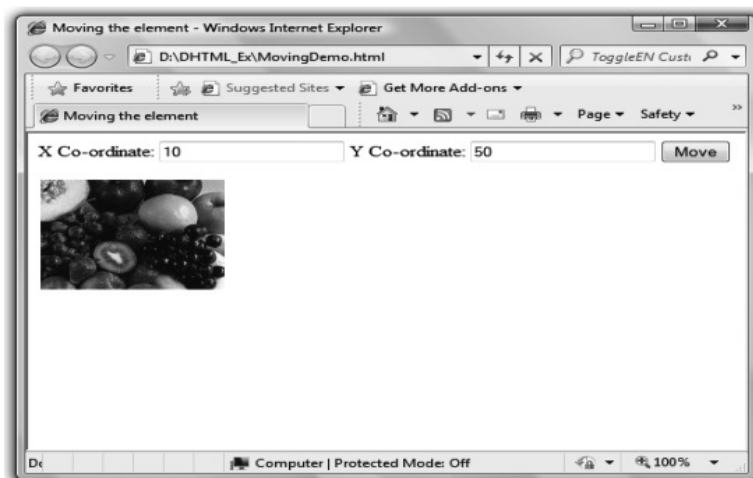 Moving the element - Windows Internet Explorer
D:\DHTML_Ex\MovingDemo.html
ToggleEN Custı
Favorites
Suggested Sites
Get More Add-ons
Moving the element
Page
Safety
»
X Co-ordinate: 10
Y Co-ordinate: 50
Move
Computer | Protected Mode: Off
100%